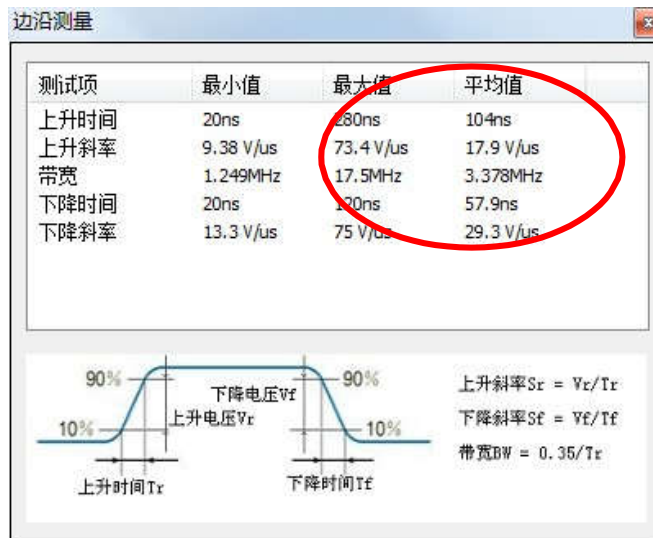 边沿测量
测试项 最小值 最大值 平均值
上升时间 20ns 280ns 104ns
上升斜率 9.38 V/us 73.4 V/us 17.9 V/us
带宽 1.249MHz 17.5MHz 3.378MHz
下降时间 20ns 120ns 57.9ns
下降斜率 13.3 V/us 75 V/us 29.3 V/us
90% 下降电压Vf 90% 上升斜率Sr = Vr/Tr
10% 上升电压Vr 10% 下降斜率Sf = Vf/Tf
带宽BW = 0.35/Tr
上升时间Tr 下降时间Tf